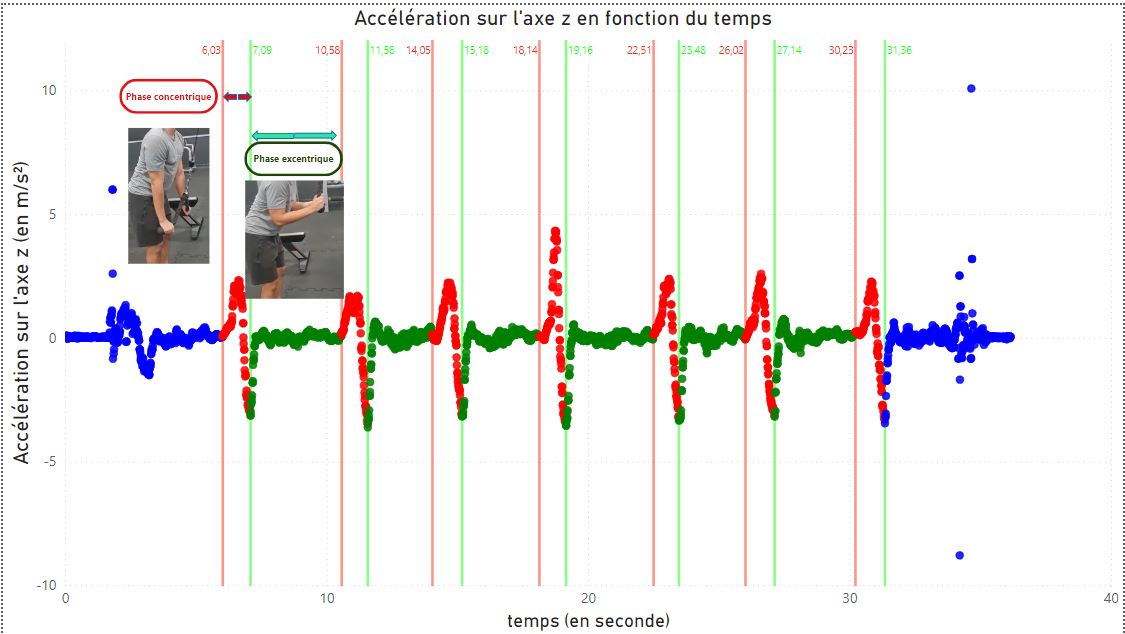 Accélération sur l'axe z en fonction du temps
6,03 7,09 10,58 11,58 14,05 15,18 18,14 19,16 22,51 23,48 26,02 27,14 30,23 31,36
10
Phase concentrique
Phase excentrique
5
0
-5
-10
Accélération sur l'axe z (en m/s²)
0 10 20 30 40
temps (en seconde)